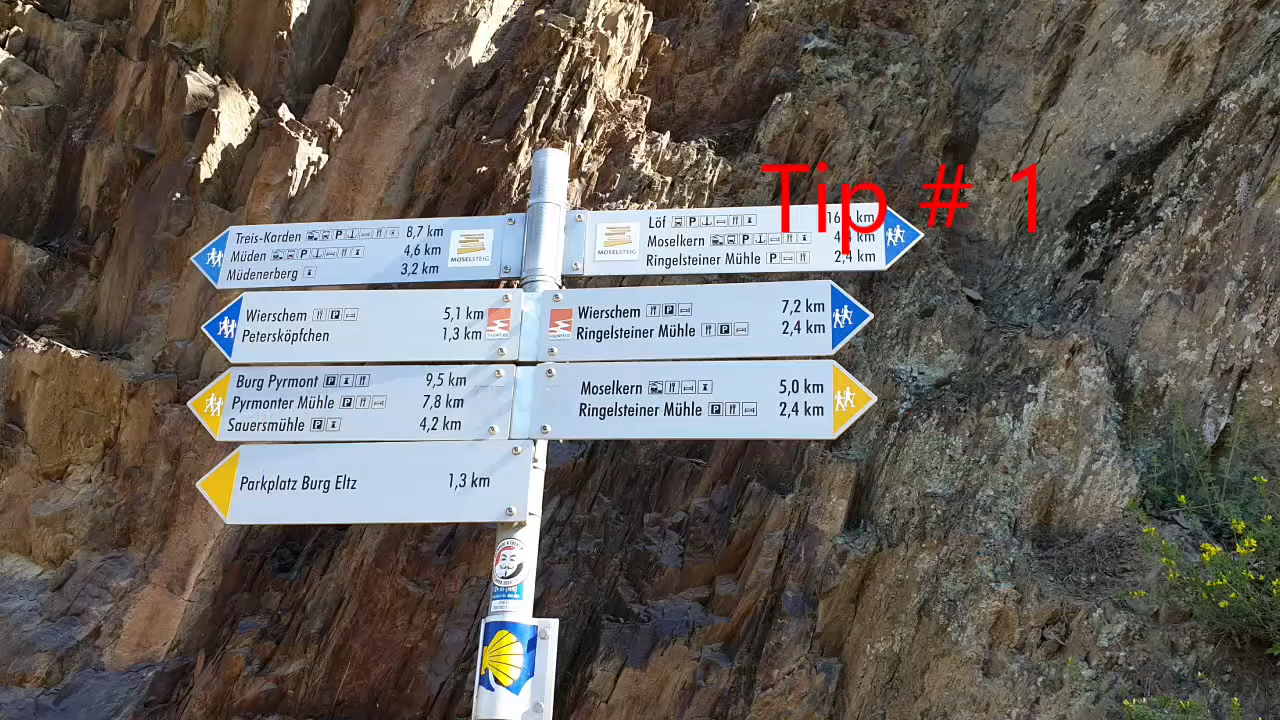 Tip # 1
Treis-Karden 8,7 km
Müden 4,6 km
Müdenerberg 3,2 km
MOSELSTEIG
MOSELSTEIG
Löf km
Moselkern km
Ringelsteiner Mühle 2,4 km
Wierschem 5,1 km
Petersköpfchen 1,3 km
Wierschem 7,2 km
Ringelsteiner Mühle 2,4 km
Burg Pyrmont 9,5 km
Pyrmonter Mühle 7,8 km
Sauersmühle 4,2 km
Moselkern 5,0 km
Ringelsteiner Mühle 2,4 km
Parkplatz Burg Eltz 1,3 km